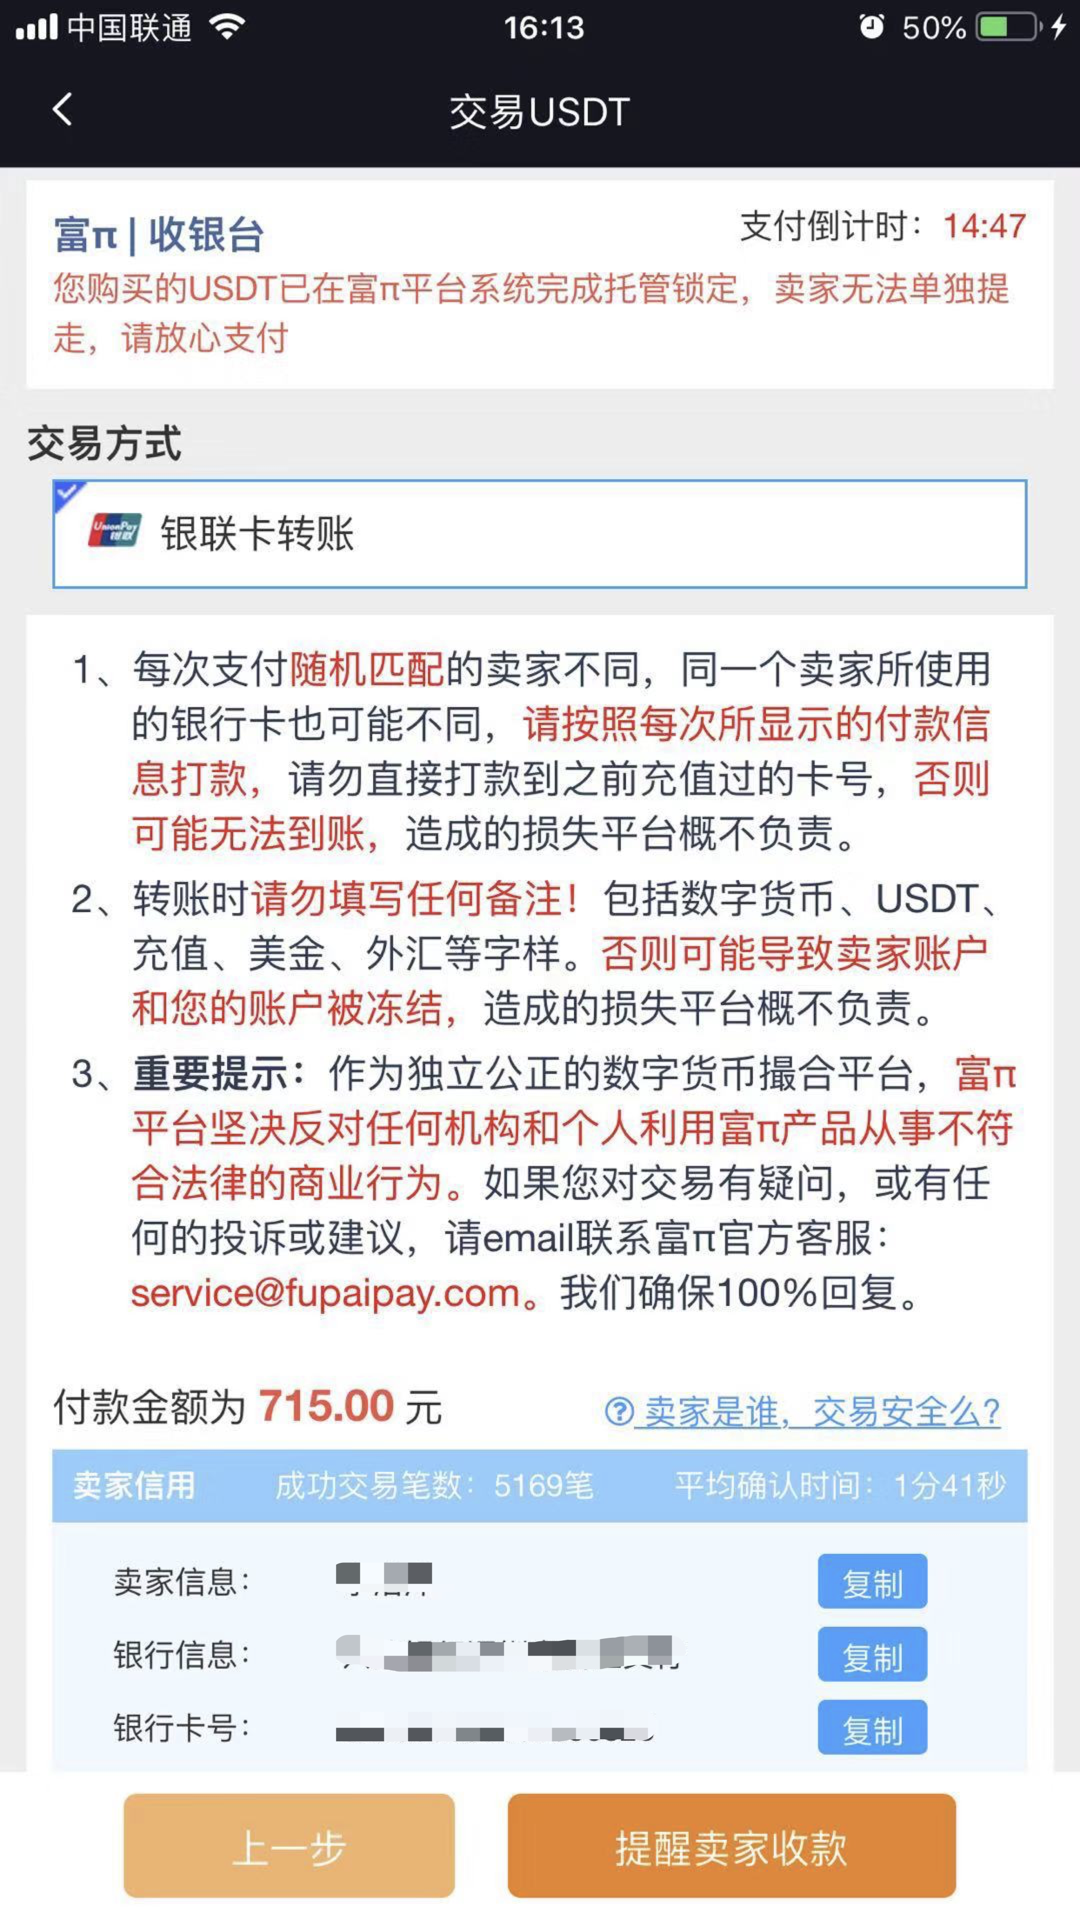 中国联通
16:13
50%
交易USDT
富π | 收银台
支付倒计时：14:47
您购买的USDT已在富π平台系统完成托管锁定，卖家无法单独提
走，请放心支付
交易方式
UnionPay
银联
银联卡转账
1、每次支付随机匹配的卖家不同，同一个卖家所使用
的银行卡也可能不同，请按照每次所显示的付款信
息打款，请勿直接打款到之前充值过的卡号，否则
可能无法到账，造成的损失平台概不负责。
2、转账时请勿填写任何备注！包括数字货币、USDT、
充值、美金、外汇等字样。否则可能导致卖家账户
和您的账户被冻结，造成的损失平台概不负责。
3、重要提示：作为独立公正的数字货币撮合平台，富π
平台坚决反对任何机构和个人利用富π产品从事不符
合法律的商业行为。如果您对交易有疑问，或有任
何的投诉或建议，请email联系富π官方客服：
service@fupaipay.com。我们确保100%回复。
付款金额为 715.00 元
? 卖家是谁，交易安全么?
卖家信用 成功交易笔数：5169笔 平均确认时间：1分41秒
卖家信息： 复制
银行信息： 复制
银行卡号： 复制
上一步
提醒卖家收款